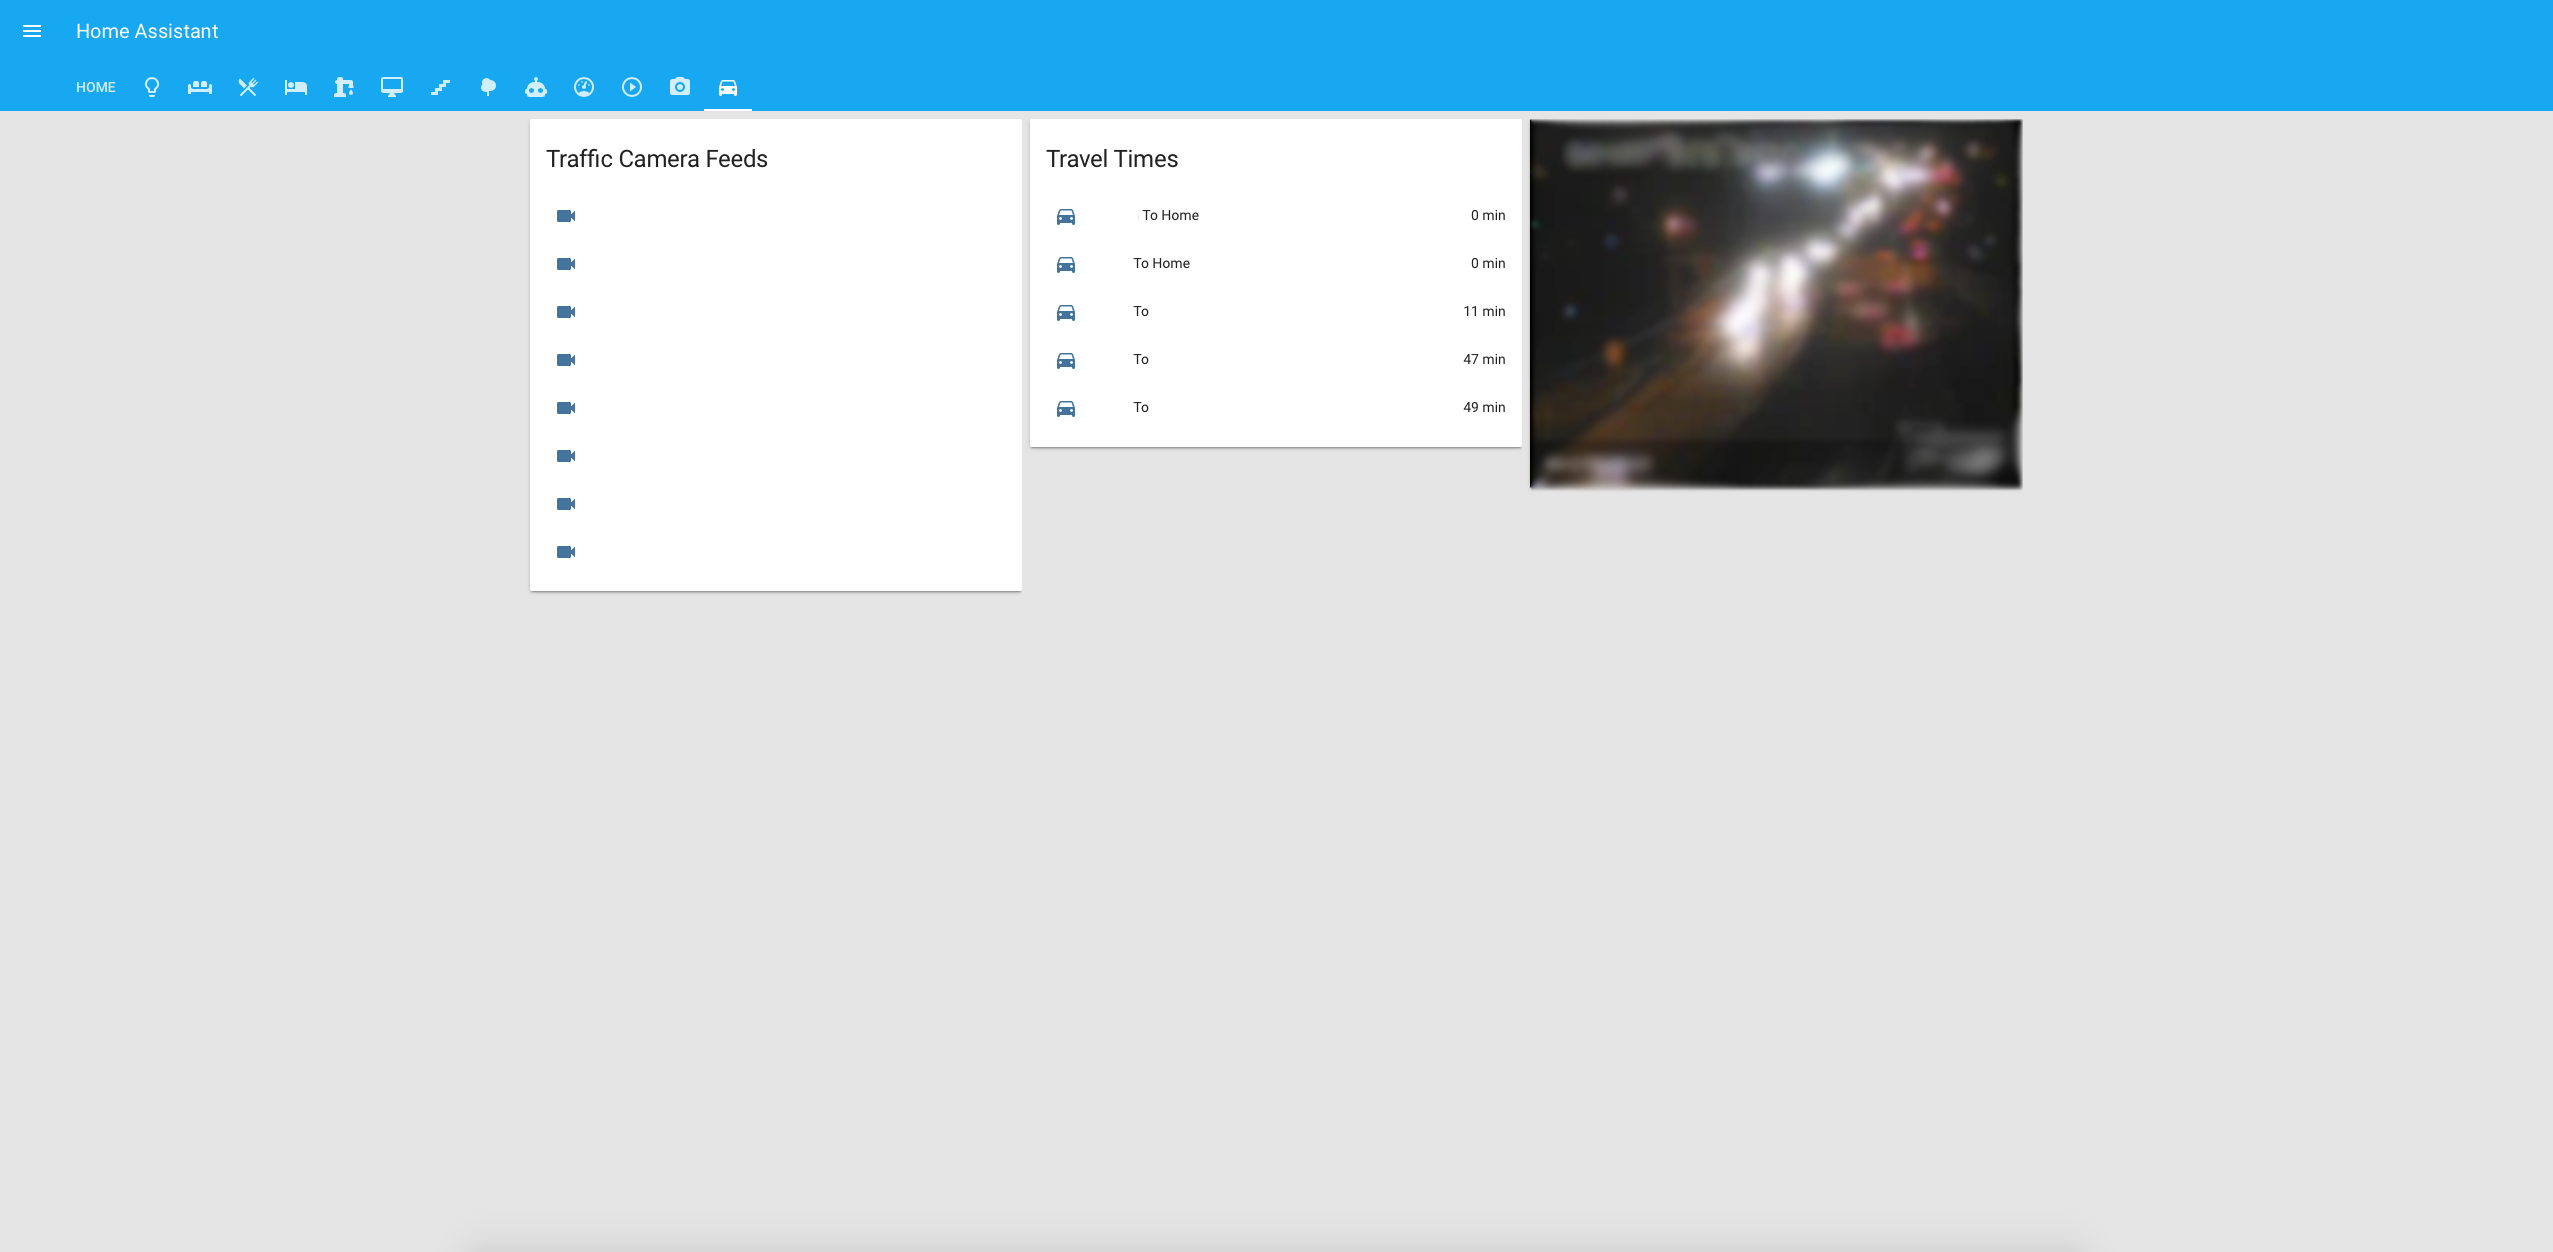 Home Assistant
HOME
Traffic Camera Feeds
Travel Times
To Home 0 min
To Home 0 min
To 11 min
To 47 min
To 49 min